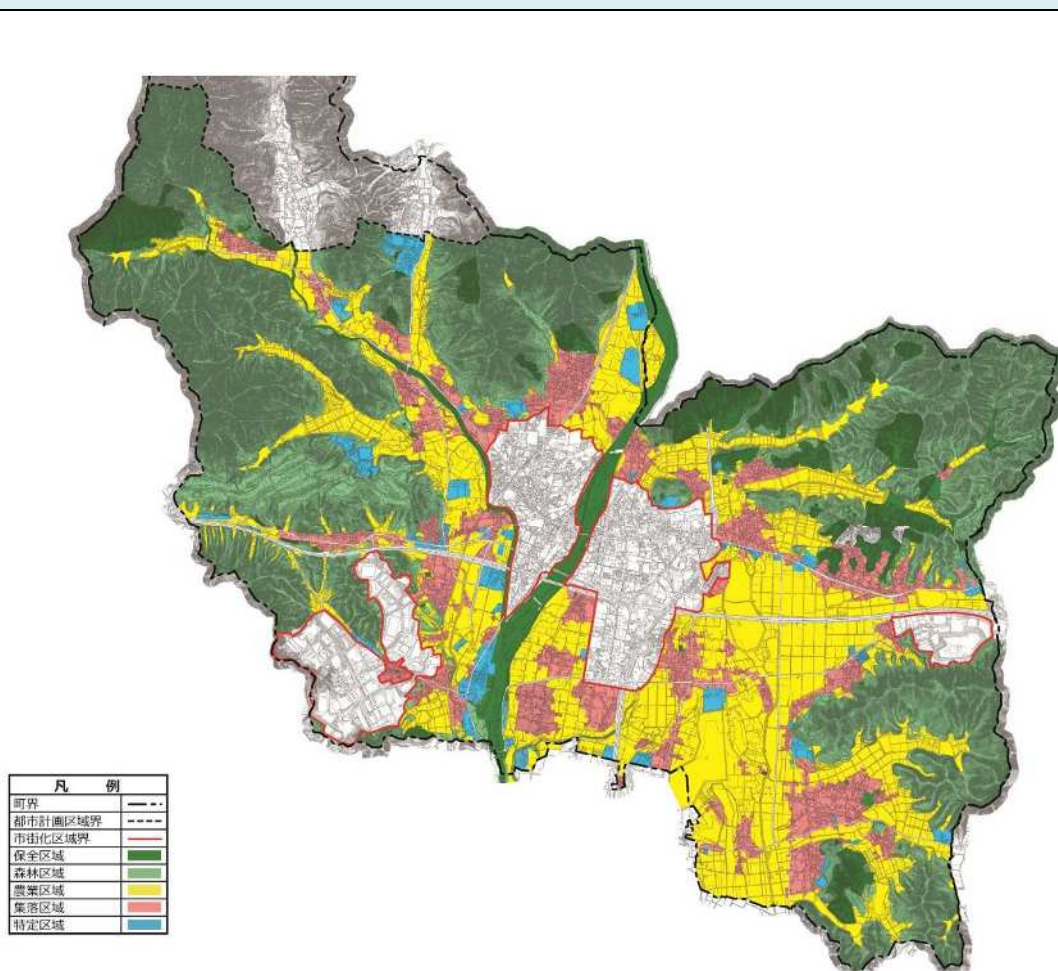 凡 例
町界
都市計画区域界
市街化区域界
保全区域
森林区域
農業区域
集落区域
特定区域